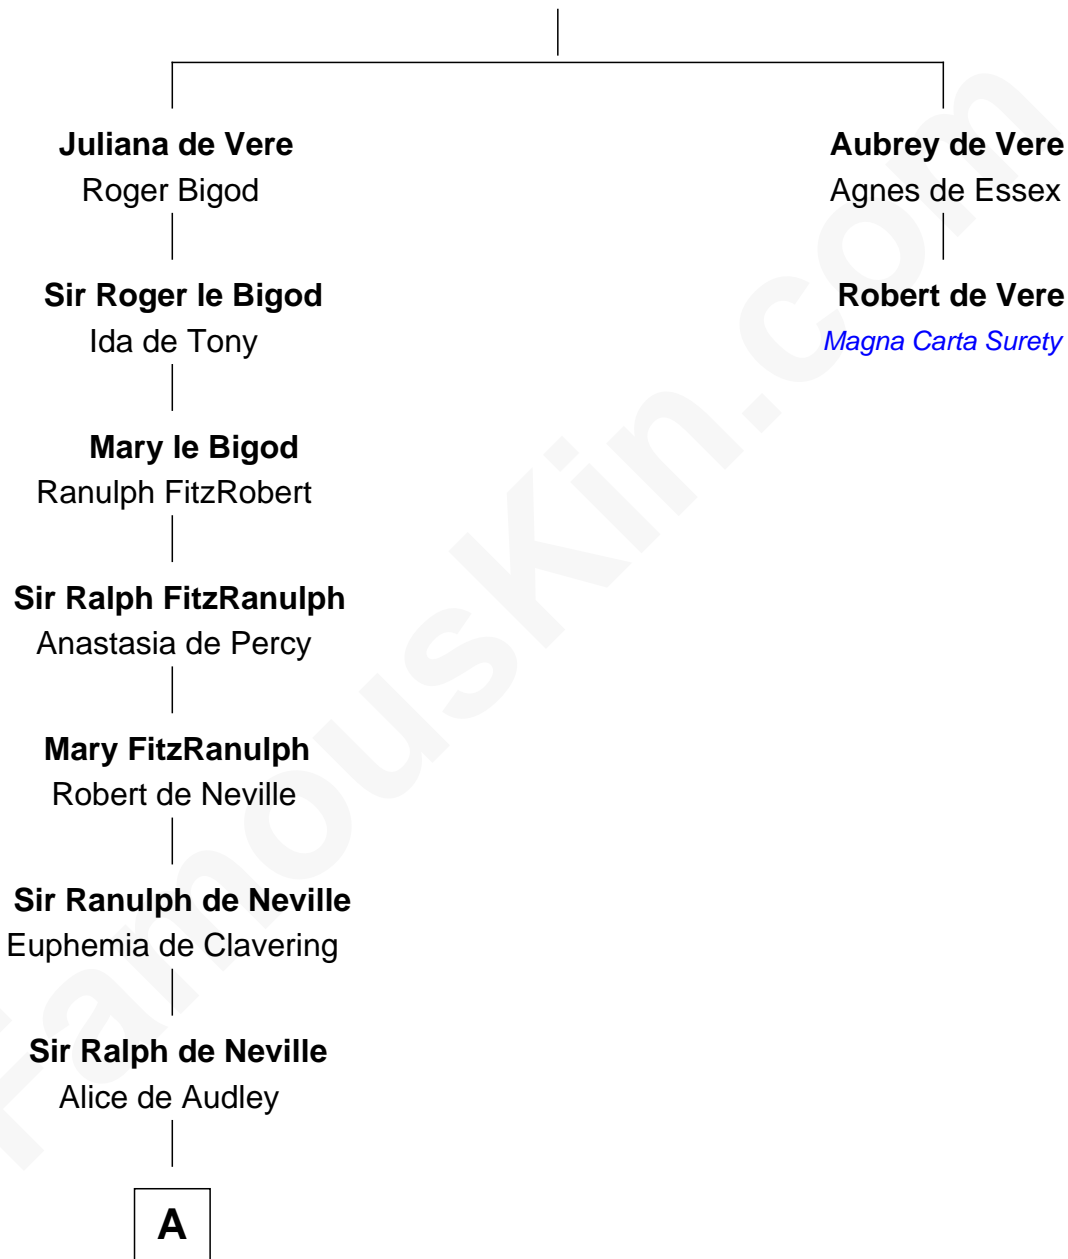 Juliana de Vere
Roger Bigod
Aubrey de Vere
Agnes de Essex
Sir Roger le Bigod
Ida de Tony
Robert de Vere
Magna Carta Surety
Mary le Bigod
Ranulph FitzRobert
Sir Ralph FitzRanulph
Anastasia de Percy
Mary FitzRanulph
Robert de Neville
Sir Ranulph de Neville
Euphemia de Clavering
Sir Ralph de Neville
Alice de Audley
A
FamousKin.com